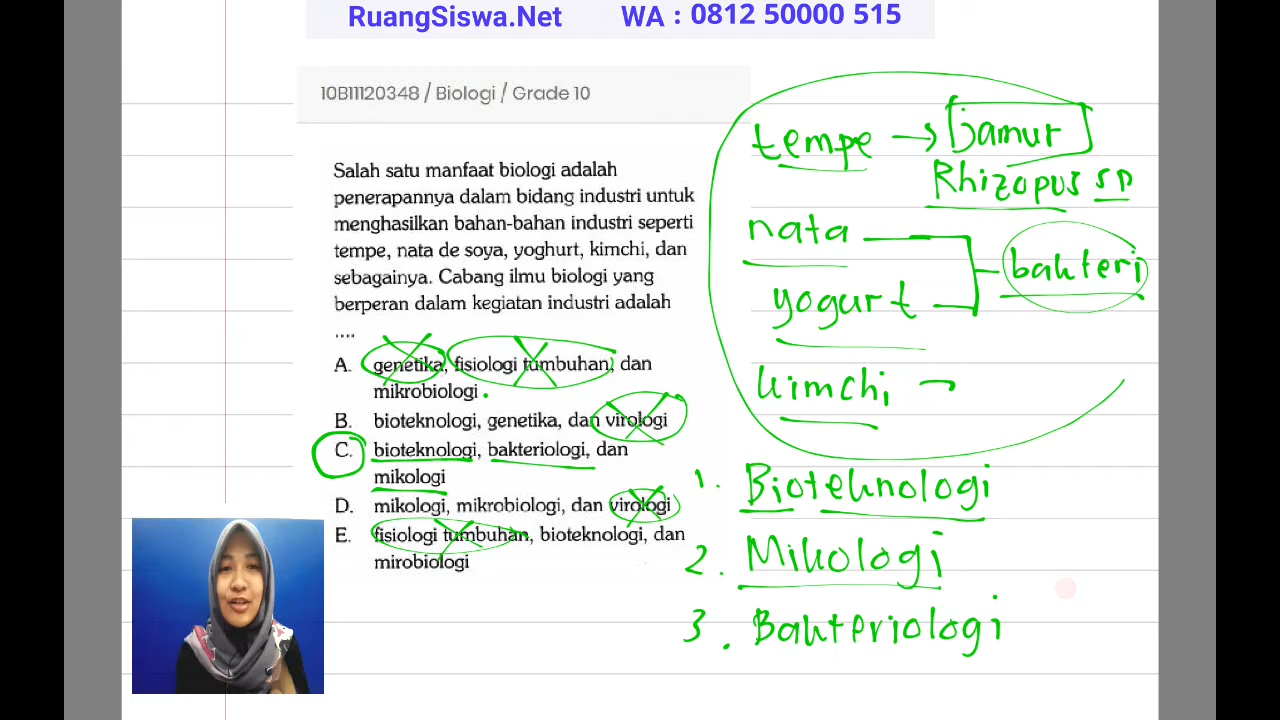 RuangSiswa.Net WA : 0812 50000 515
10B11120348 / Biologi / Grade 10
Salah satu manfaat biologi adalah
penerapannya dalam bidang industri untuk
menghasilkan bahan-bahan industri seperti
tempe, nata de soya, yoghurt, kimchi, dan
sebagainya. Cabang ilmu biologi yang
berperan dalam kegiatan industri adalah
....
A. genetika, fisiologi tumbuhan, dan
mikrobiologi
B. bioteknologi, genetika, dan virologi
C. bioteknologi, bakteriologi, dan
mikologi
D. mikologi, mikrobiologi, dan virologi
E. fisiologi tumbuhan, bioteknologi, dan
mirobiologi
tempe → jamur
Rhizopus sp
nata
bakteri
yogurt
kimchi
1. Bioteknologi
2. Mikologi
3. Bakteriologi